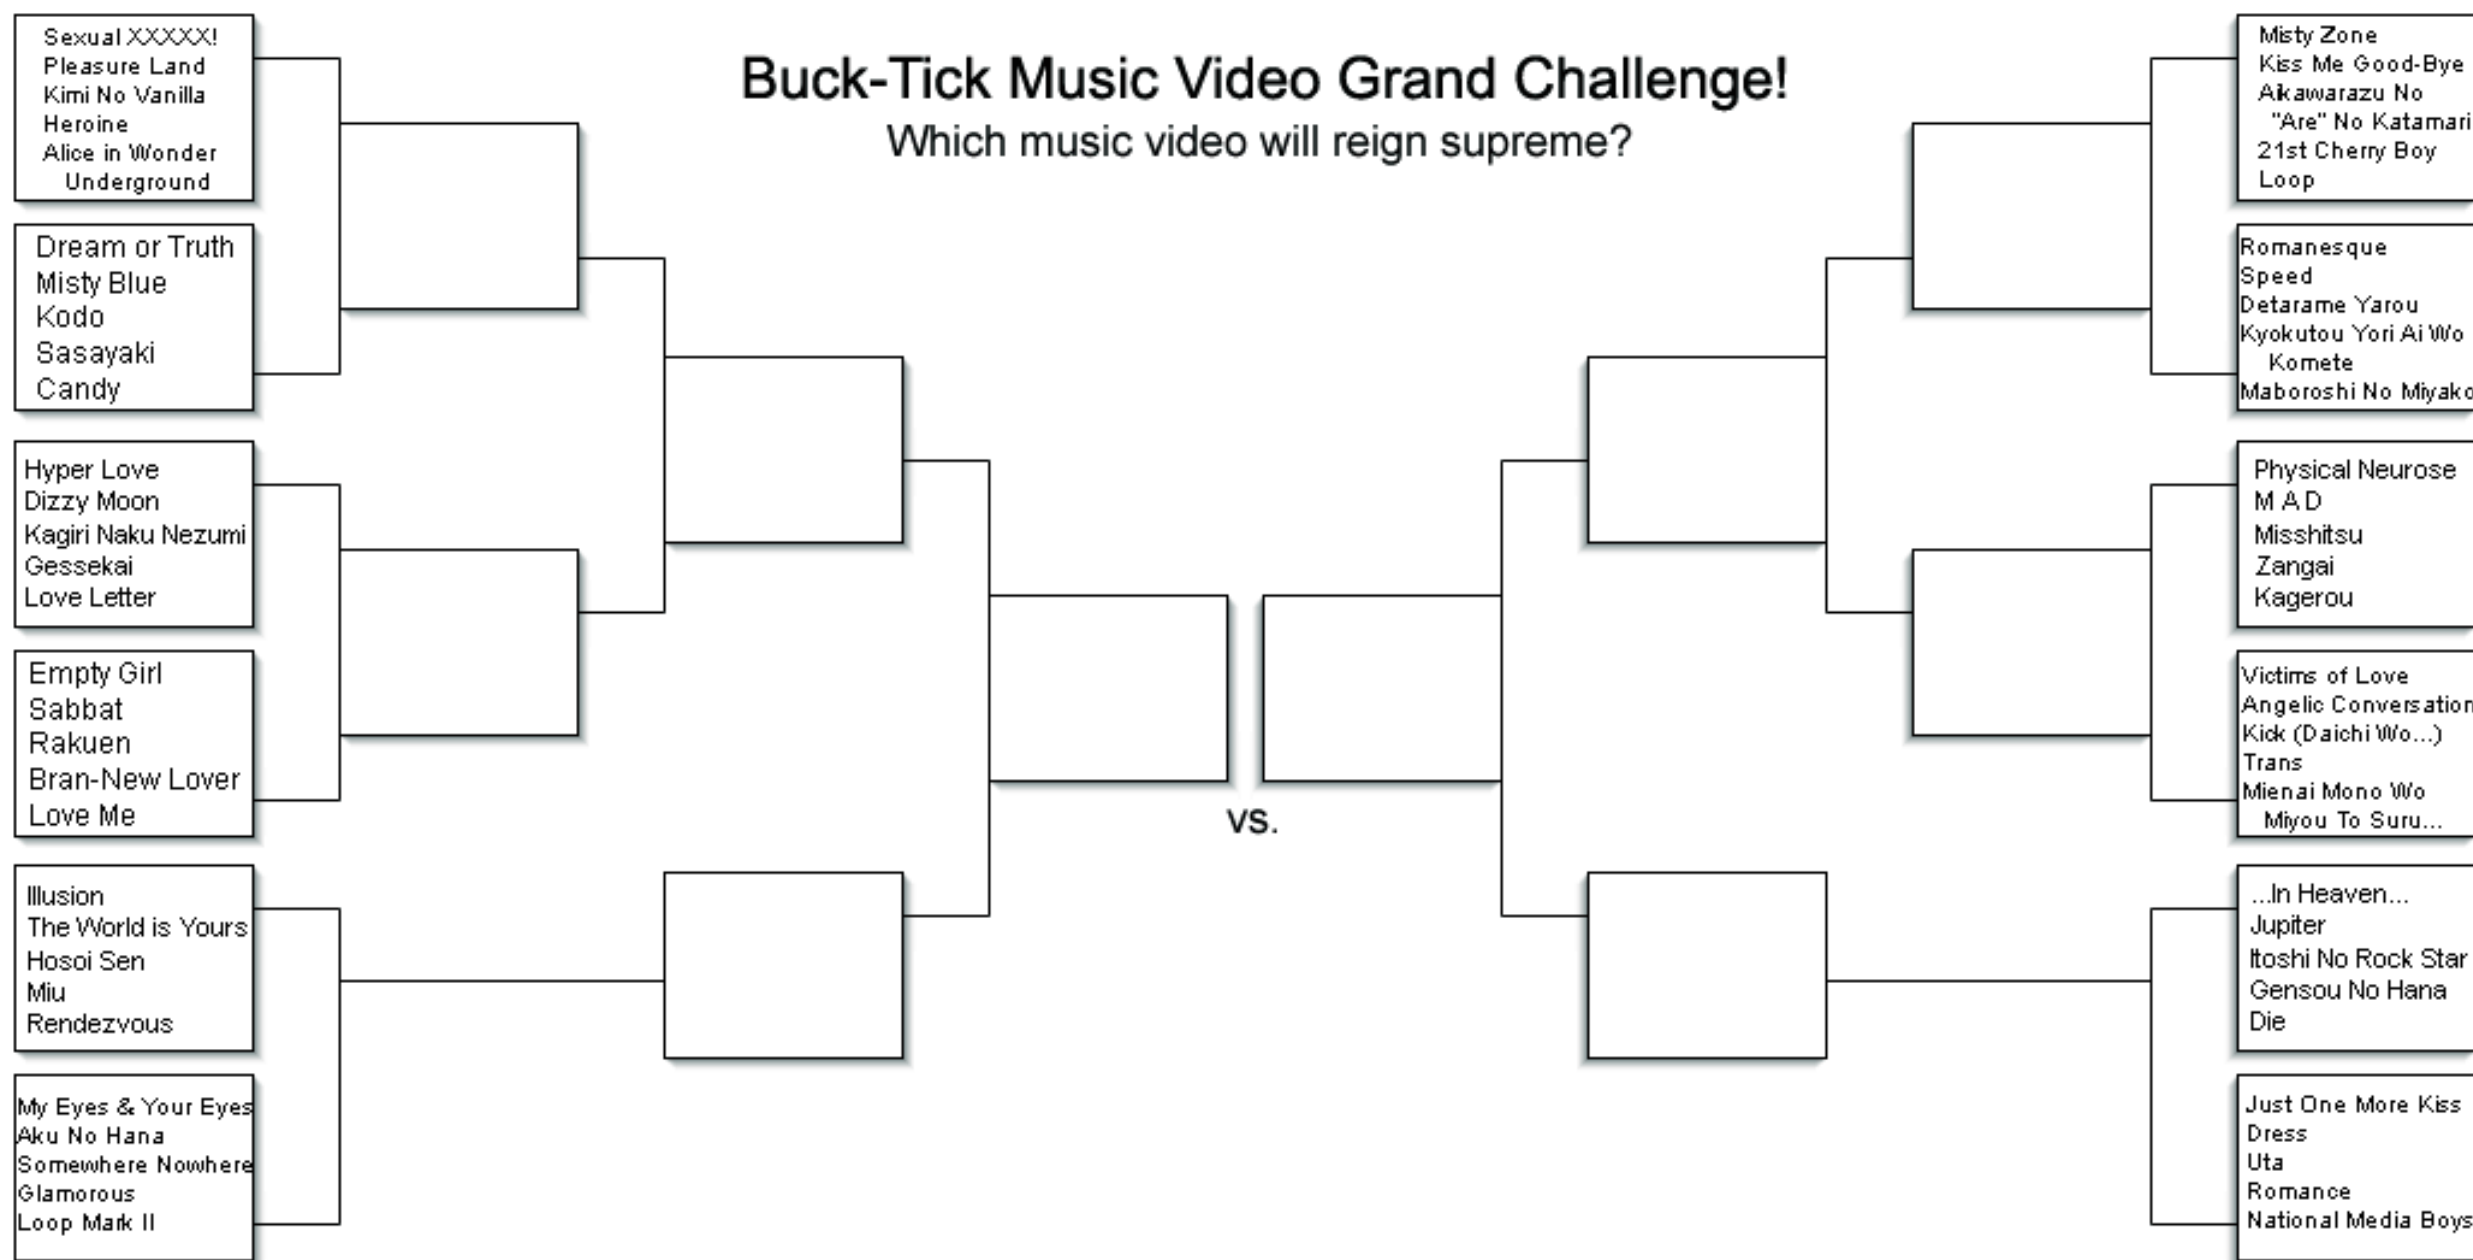 Buck-Tick Music Video Grand Challenge!
Which music video will reign supreme?
Sexual XXXXX!
Pleasure Land
Kimi No Vanilla
Heroine
Alice in Wonder
Underground
Dream or Truth
Misty Blue
Kodo
Sasayaki
Candy
Hyper Love
Dizzy Moon
Kagiri Naku Nezumi
Gessekai
Love Letter
Empty Girl
Sabbat
Rakuen
Bran-New Lover
Love Me
Illusion
The World is Yours
Hosoi Sen
Miu
Rendezvous
My Eyes & Your Eyes
Aku No Hana
Somewhere Nowhere
Glamorous
Loop Mark II
vs.
Misty Zone
Kiss Me Good-Bye
Aikawarazu No
"Are" No Katamari
21st Cherry Boy
Loop
Romanesque
Speed
Detarame Yarou
Kyokutou Yori Ai Wo
Komete
Maboroshi No Miyako
Physical Neurose
M A D
Misshitsu
Zangai
Kagerou
Victims of Love
Angelic Conversation
Kick (Daichi Wo...)
Trans
Mienai Mono Wo
Miyou To Suru...
...In Heaven...
Jupiter
Itoshi No Rock Star
Gensou No Hana
Die
Just One More Kiss
Dress
Uta
Romance
National Media Boys